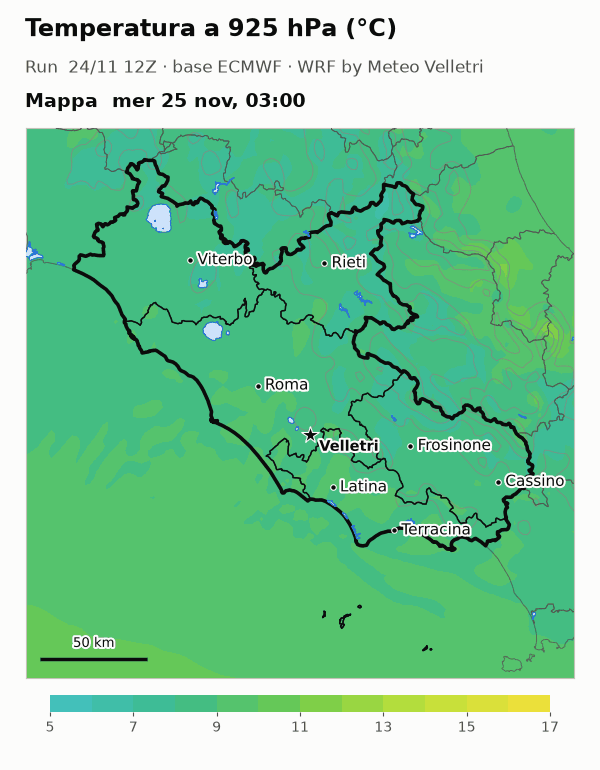 Temperatura a 925 hPa (°C)
Run  24/11 12Z · base ECMWF · WRF by Meteo Velletri
Mappa  mer 25 nov, 03:00
Viterbo
Rieti
Roma
Velletri
Frosinone
Latina
Cassino
Terracina
50 km
5 7 9 11 13 15 17